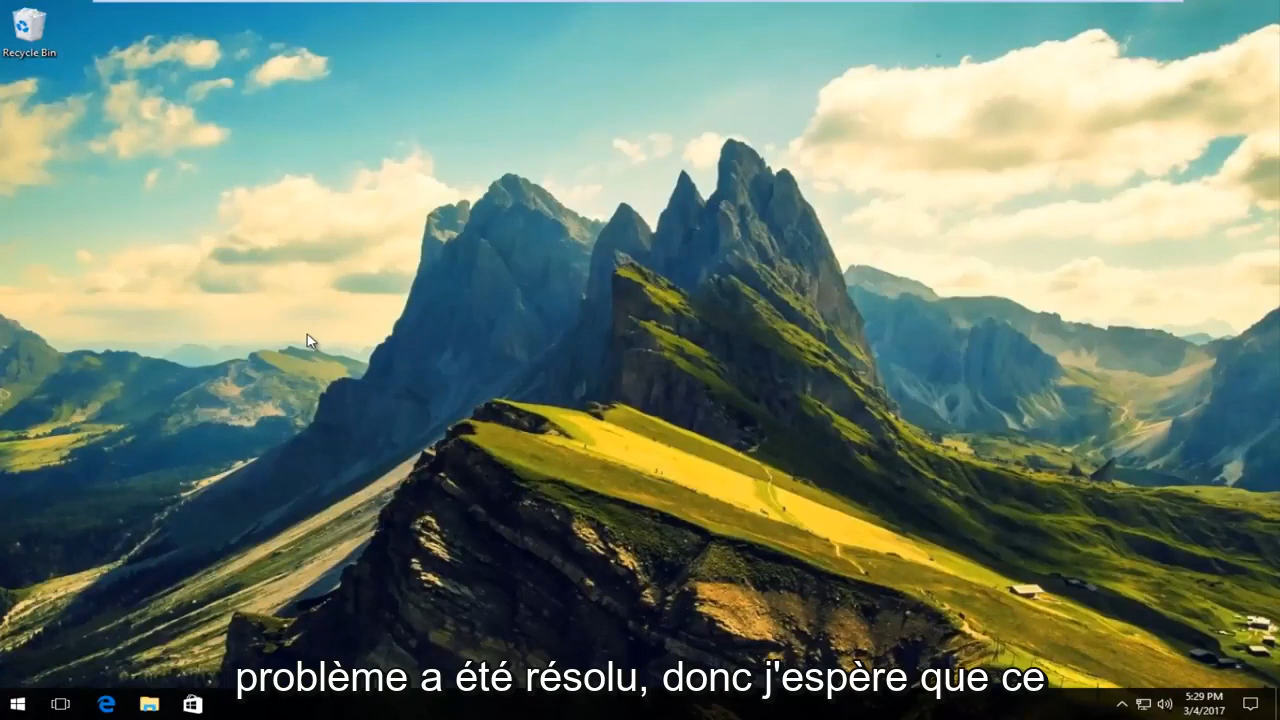 Recycle Bin
problème a été résolu, donc j'espère que ce
5:29 PM
3/4/2017